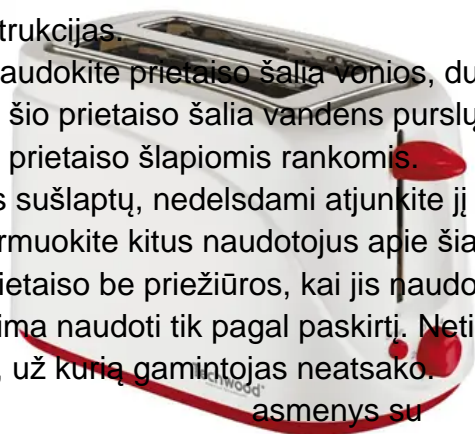 trukcijas.
audokite prietaiso šalia vonios, du
šio prietaiso šalia vandens purslų
prietaiso šlapiomis rankomis.
s sušlaptų, nedelsdami atjunkite jį
rmuokite kitus naudotojus apie šia
ietaiso be priežiūros, kai jis naudo
ima naudoti tik pagal paskirtį. Neti
, už kurią gamintojas neatsako.
Techwood
asmenys su